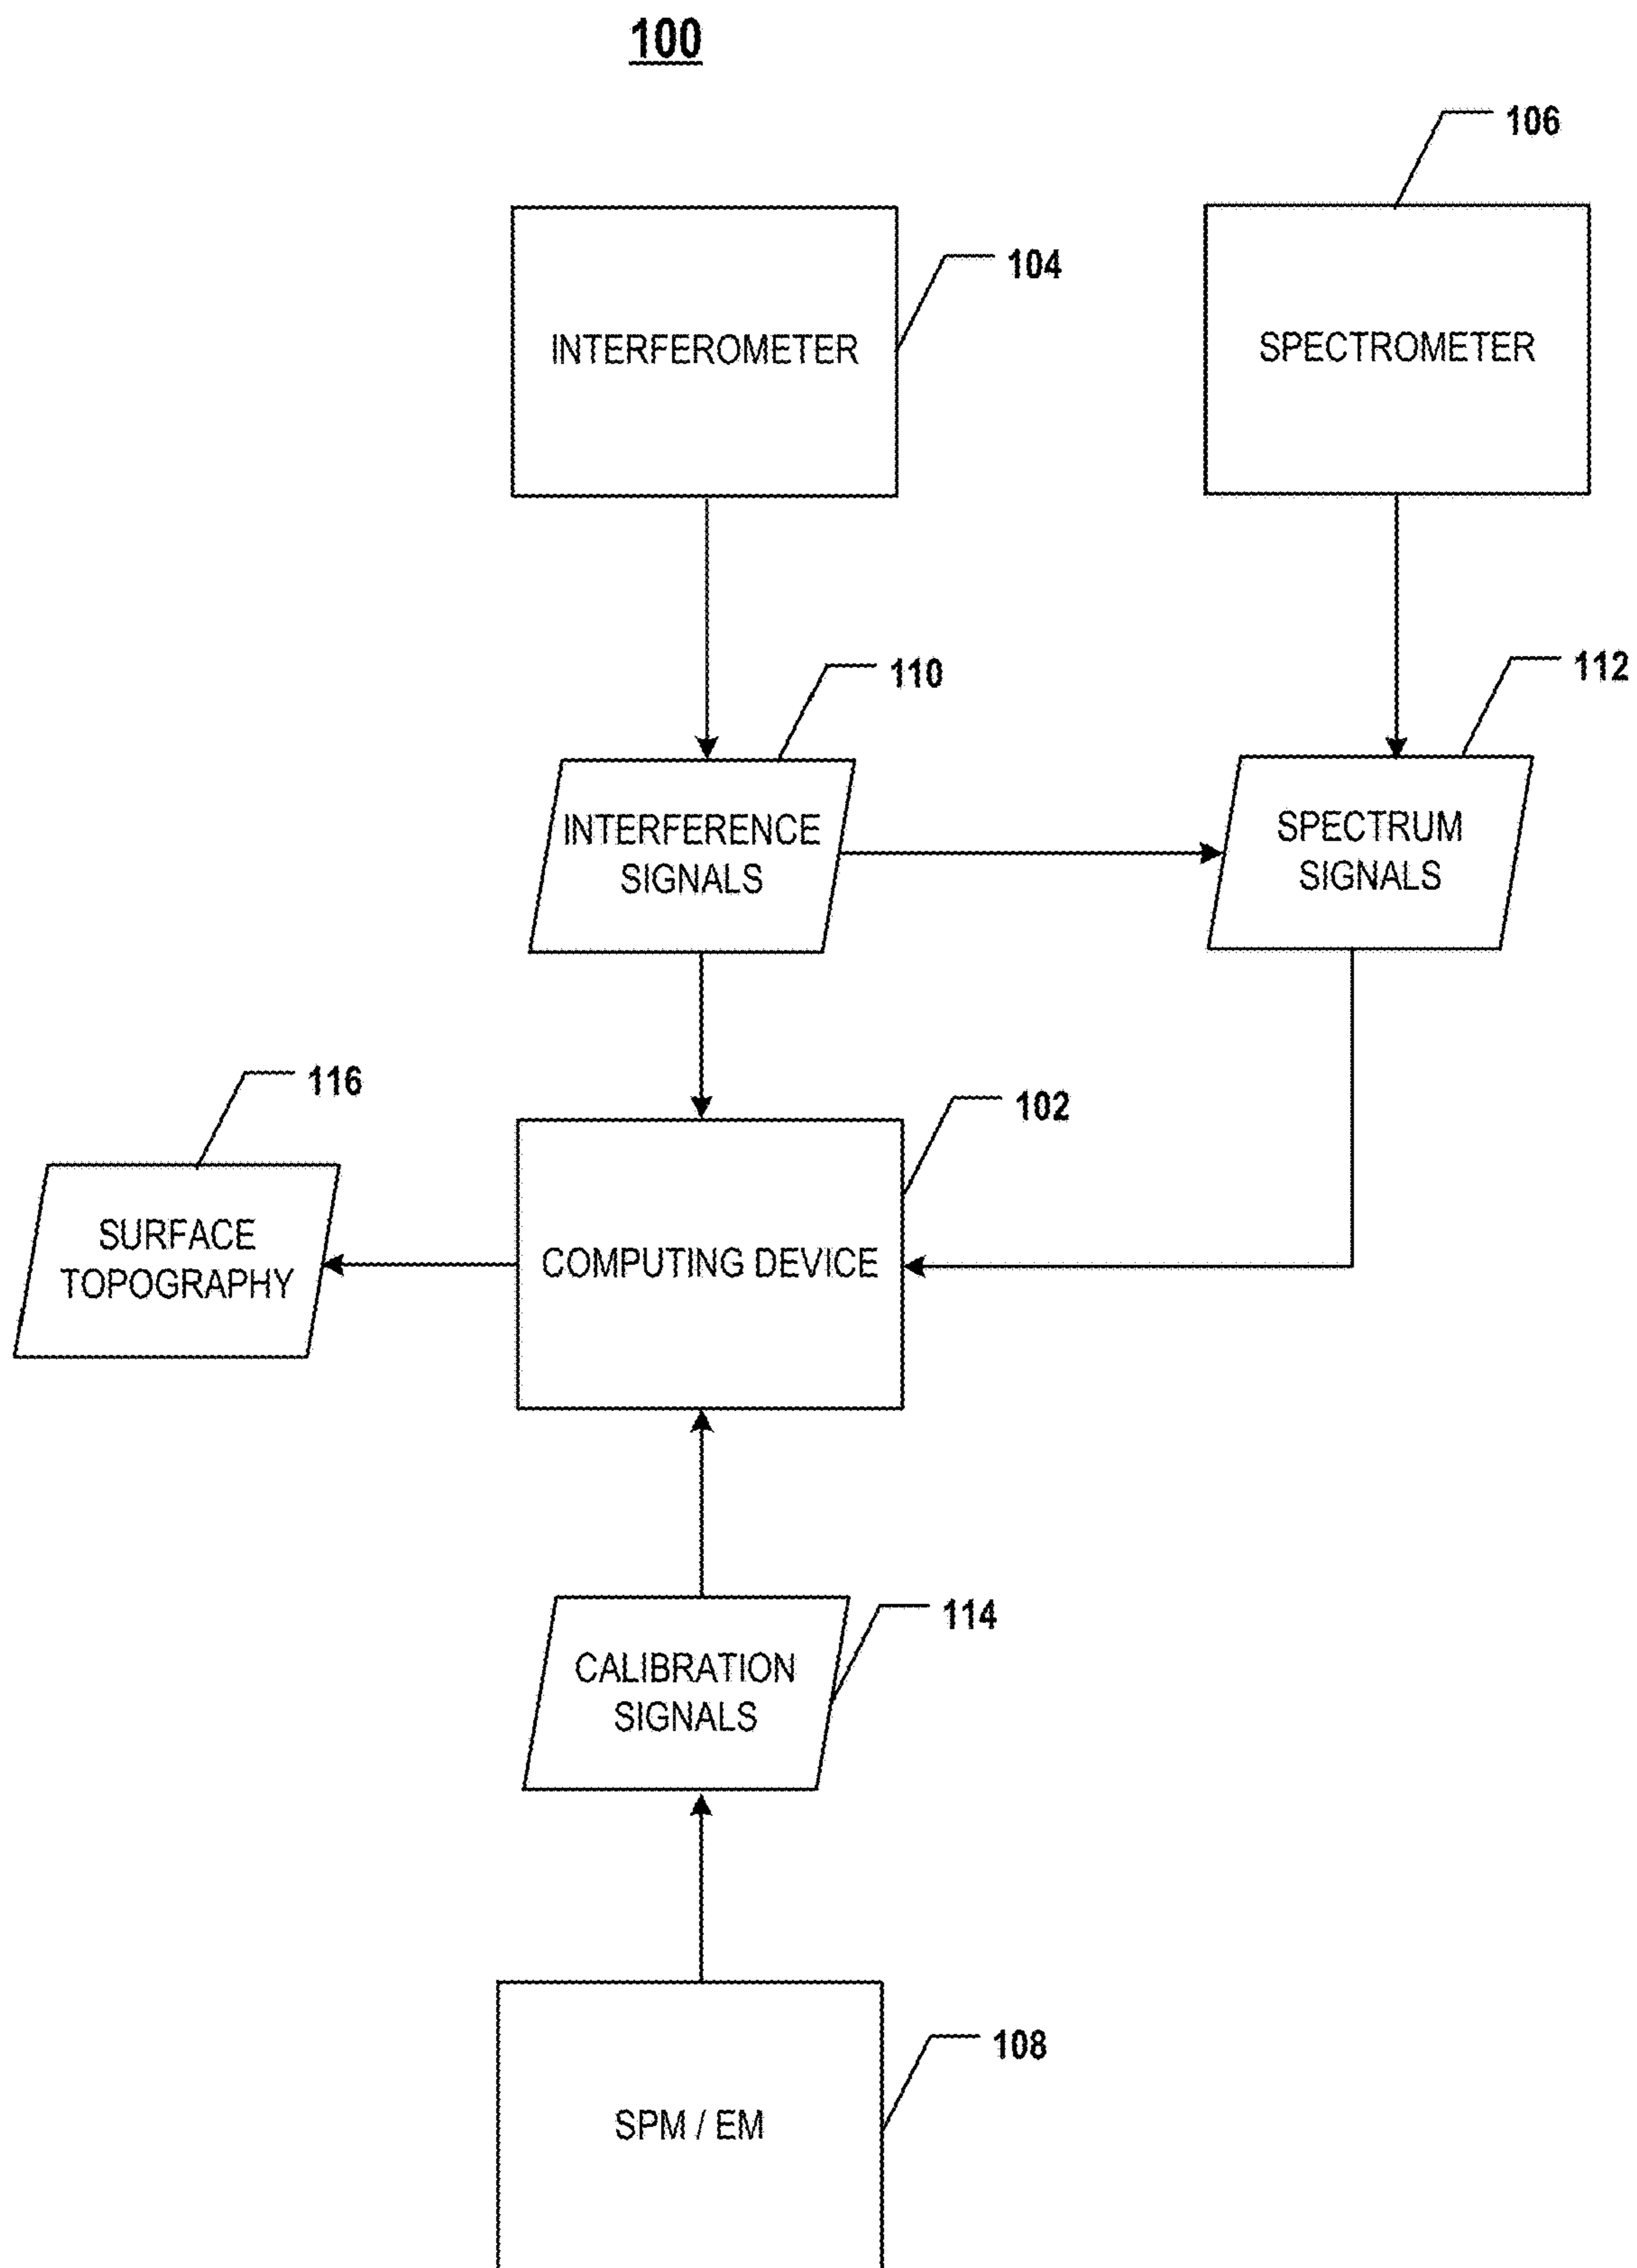 100
106
104
INTERFEROMETER
SPECTROMETER
110
112
INTERFERENCE
SIGNALS
SPECTRUM
SIGNALS
116
102
SURFACE
TOPOGRAPHY
COMPUTING DEVICE
114
CALIBRATION
SIGNALS
108
SPM / EM